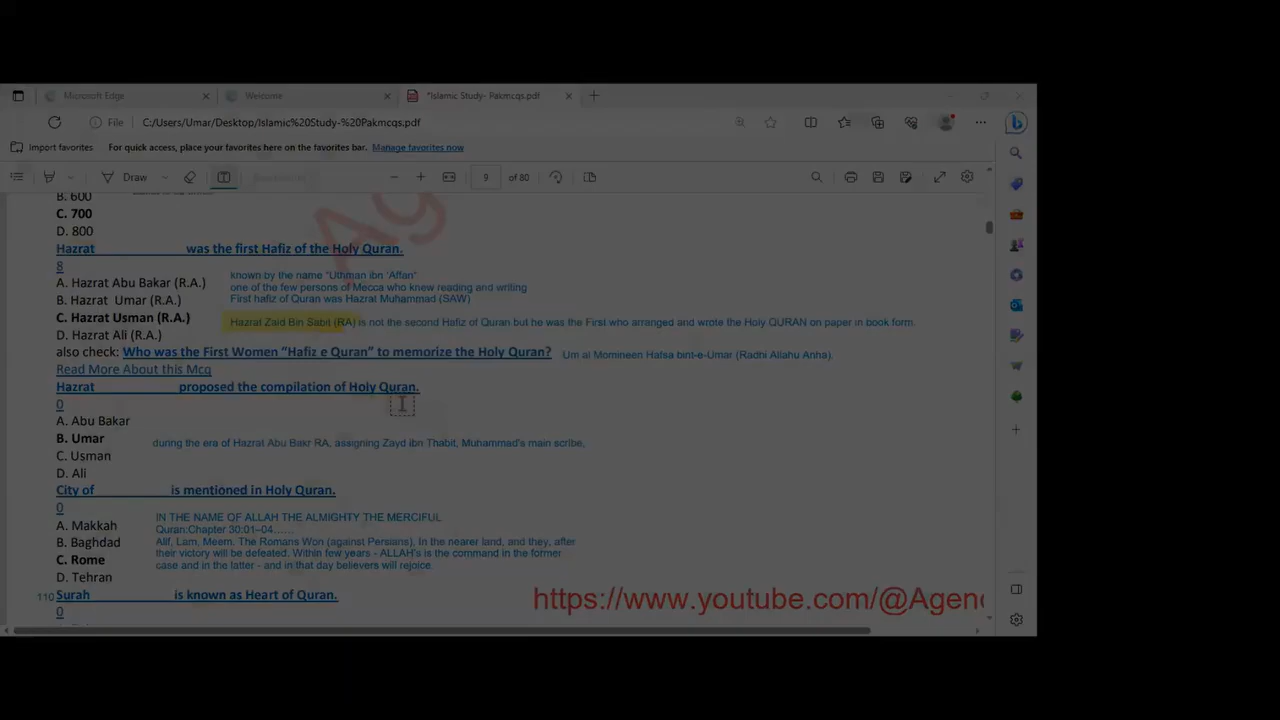 Microsoft Edge
Welcome
*Islamic Study- Pakmcqs.pdf
File C:/Users/Umar/Desktop/Islamic%20Study-%20Pakmcqs.pdf
Import favorites For quick access, place your favorites here on the favorites bar. Manage favorites now
Draw 9 of 80
B. 600
C. 700
D. 800
Hazrat ____________ was the first Hafiz of the Holy Quran.
8
A. Hazrat Abu Bakar (R.A.)
known by the name "Uthman ibn 'Affan"
one of the few persons of Mecca who knew reading and writing
B. Hazrat Umar (R.A.)
First hafiz of Quran was Hazrat Muhammad (SAW)
C. Hazrat Usman (R.A.)
Hazrat Zaid Bin Sabit (RA) is not the second Hafiz of Quran but he was the First who arranged and wrote the Holy QURAN on paper in book form.
D. Hazrat Ali (R.A.)
also check: Who was the First Women “Hafiz e Quran” to memorize the Holy Quran? Um al Momineen Hafsa bint-e-Umar (Radhi Allahu Anha).
Read More About this Mcq
Hazrat ____________ proposed the compilation of Holy Quran.
0
A. Abu Bakar
B. Umar
during the era of Hazrat Abu Bakr RA, assigning Zayd ibn Thabit, Muhammad's main scribe,
C. Usman
D. Ali
City of ____________ is mentioned in Holy Quran.
0
A. Makkah
B. Baghdad
C. Rome
D. Tehran
IN THE NAME OF ALLAH THE ALMIGHTY THE MERCIFUL
Quran:Chapter 30:01–04......
Alif, Lam, Meem. The Romans Won (against Persians). In the nearer land, and they, after
their victory will be defeated. Within few years - ALLAH's is the command in the former
case and in the latter - and in that day believers will rejoice.
110 Surah ____________ is known as Heart of Quran.
0
https://www.youtube.com/@Agen
Ag